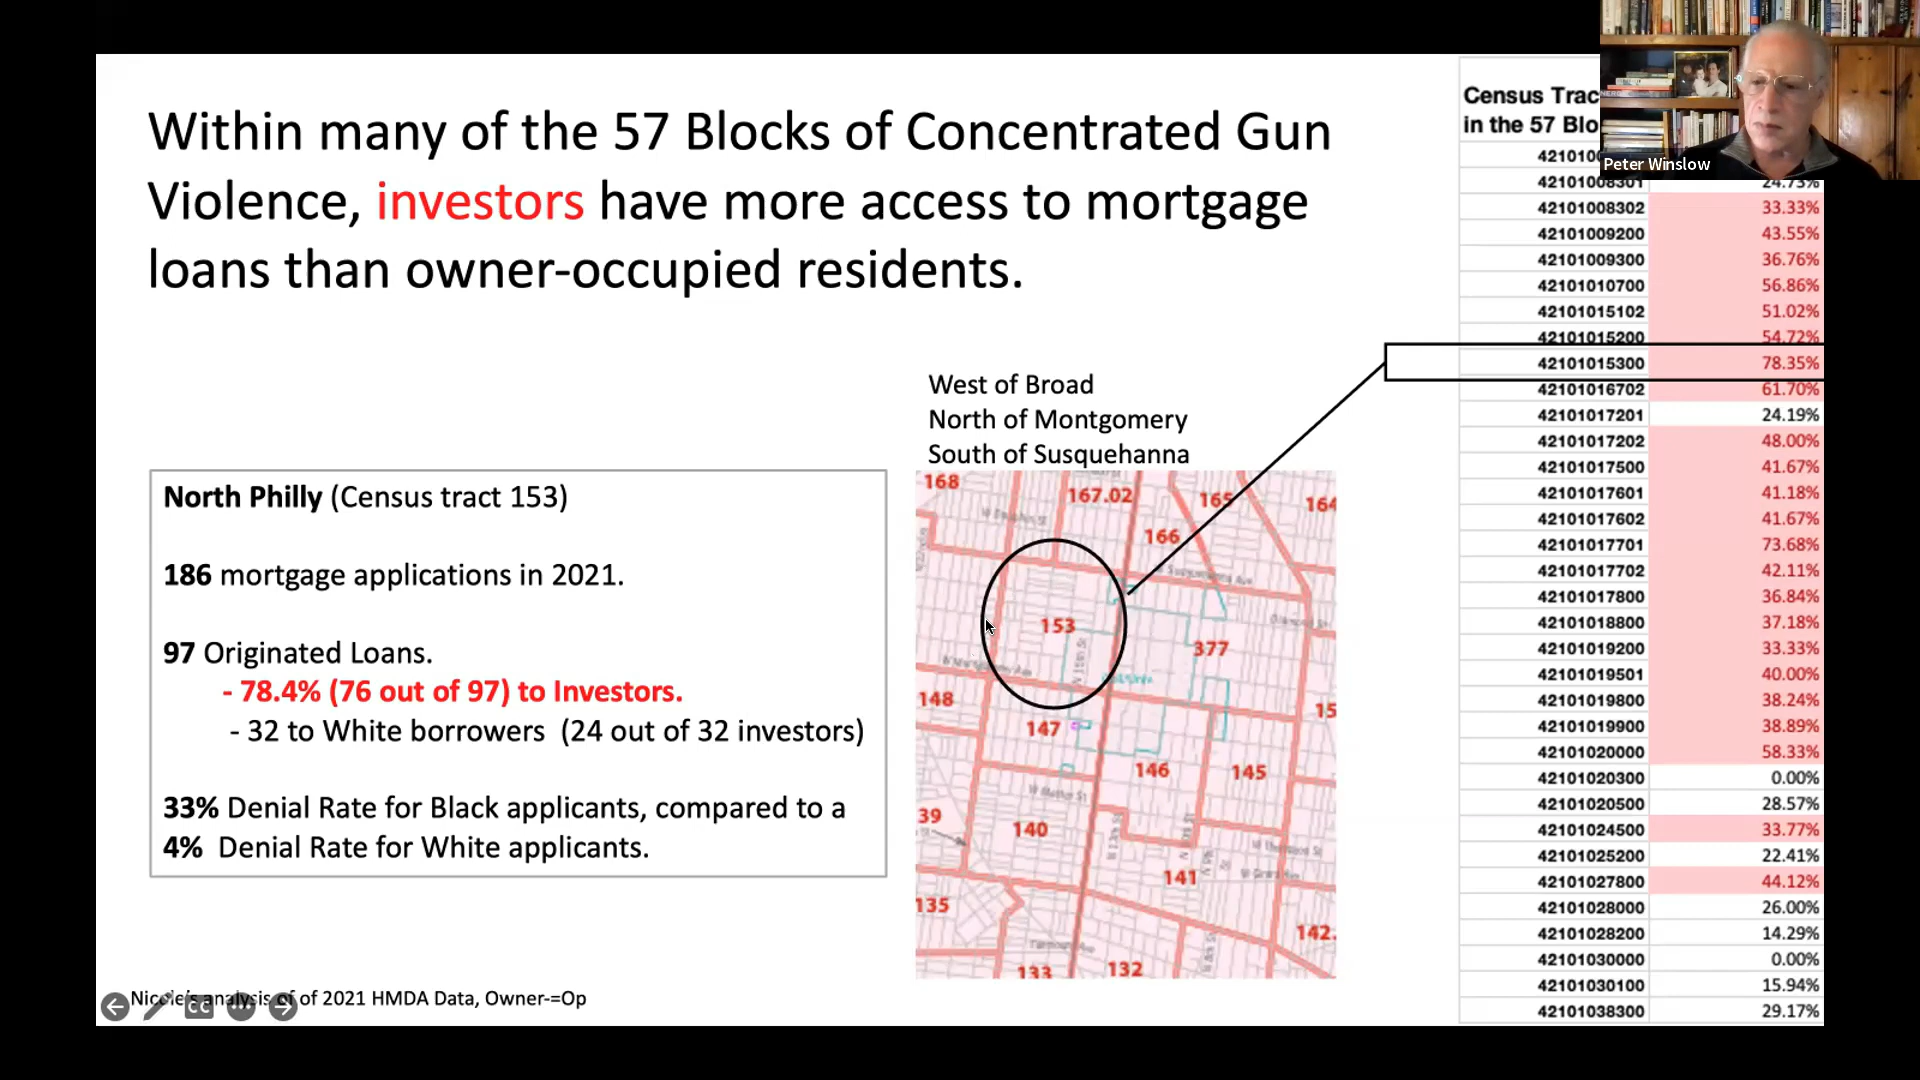 Within many of the 57 Blocks of Concentrated Gun
Violence, investors have more access to mortgage
loans than owner-occupied residents.
West of Broad
North of Montgomery
South of Susquehanna
North Philly (Census tract 153)
186 mortgage applications in 2021.
97 Originated Loans.
- 78.4% (76 out of 97) to Investors.
- 32 to White borrowers (24 out of 32 investors)
33% Denial Rate for Black applicants, compared to a
4% Denial Rate for White applicants.
168
167.02
165
164
166
153
377
148
147
15
146
145
39
140
141
135
142.
133
132
Nicole's analysis of of 2021 HMDA Data, Owner-=Op
CC
Peter Winslow
Census Trac
in the 57 Blo
421010
42101008301 24.73%
42101008302 33.33%
42101009200 43.55%
42101009300 36.76%
42101010700 56.86%
42101015102 51.02%
42101015200 54.72%
42101015300 78.35%
42101016702 61.70%
42101017201 24.19%
42101017202 48.00%
42101017500 41.67%
42101017601 41.18%
42101017602 41.67%
42101017701 73.68%
42101017702 42.11%
42101017800 36.84%
42101018800 37.18%
42101019200 33.33%
42101019501 40.00%
42101019800 38.24%
42101019900 38.89%
42101020000 58.33%
42101020300 0.00%
42101020500 28.57%
42101024500 33.77%
42101025200 22.41%
42101027800 44.12%
42101028000 26.00%
42101028200 14.29%
42101030000 0.00%
42101030100 15.94%
42101038300 29.17%